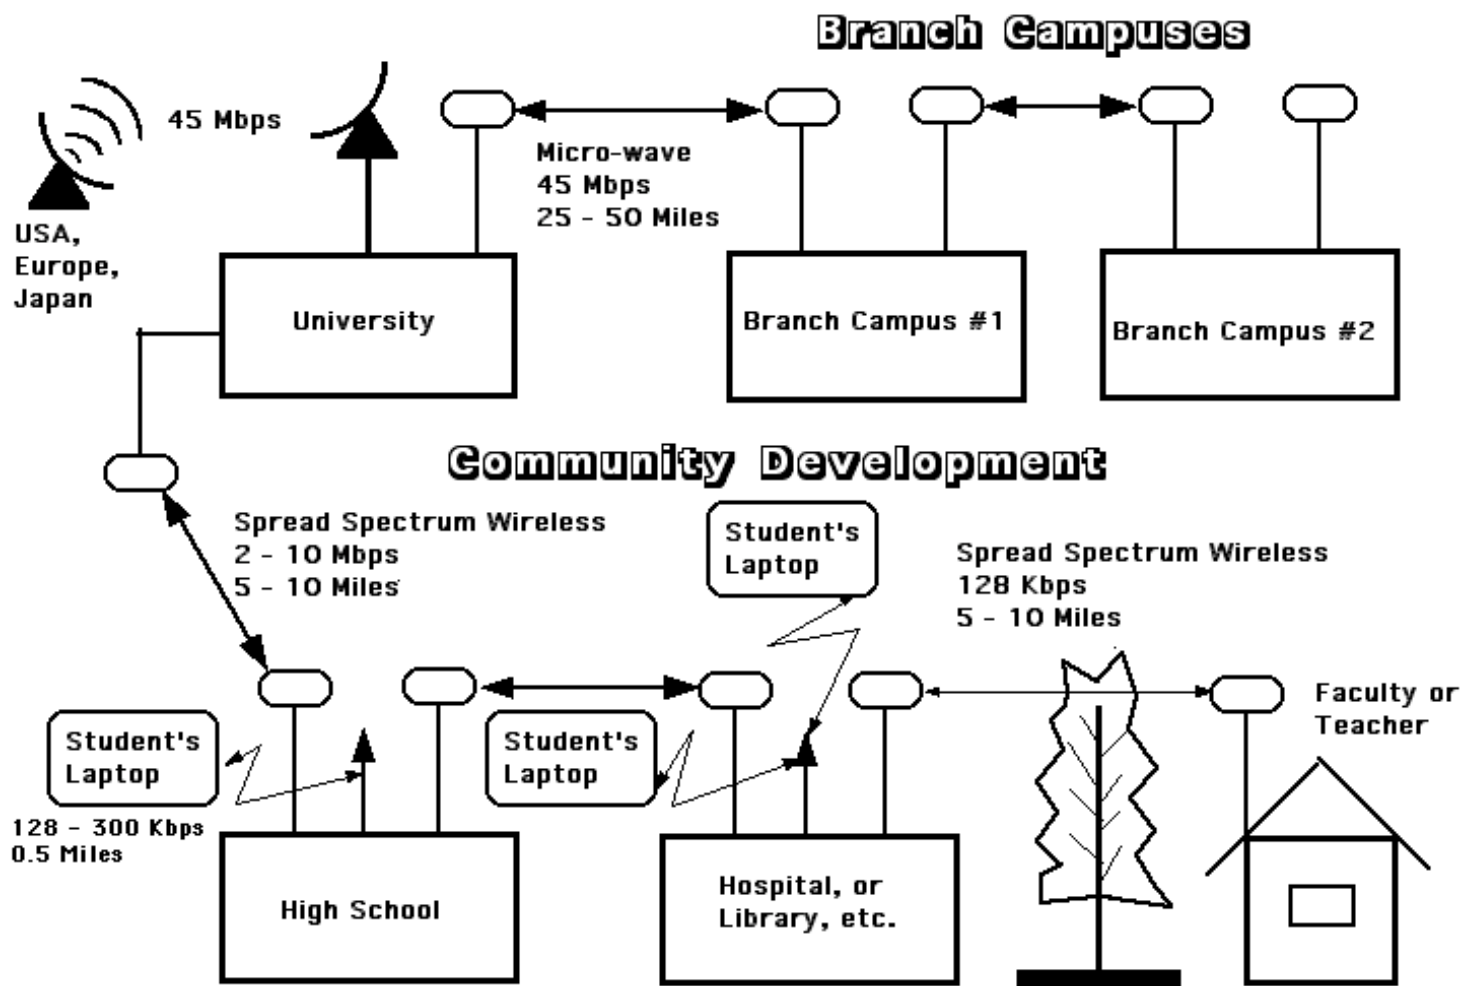 Branch Campuses
45 Mbps
Micro-wave
45 Mbps
25 - 50 Miles
USA,
Europe,
Japan
University
Branch Campus #1
Branch Campus #2
Community Development
Spread Spectrum Wireless
2 - 10 Mbps
5 - 10 Miles
Student's
Laptop
Spread Spectrum Wireless
128 Kbps
5 - 10 Miles
Student's
Laptop
128 - 300 Kbps
0.5 Miles
Student's
Laptop
Faculty or
Teacher
High School
Hospital, or
Library, etc.